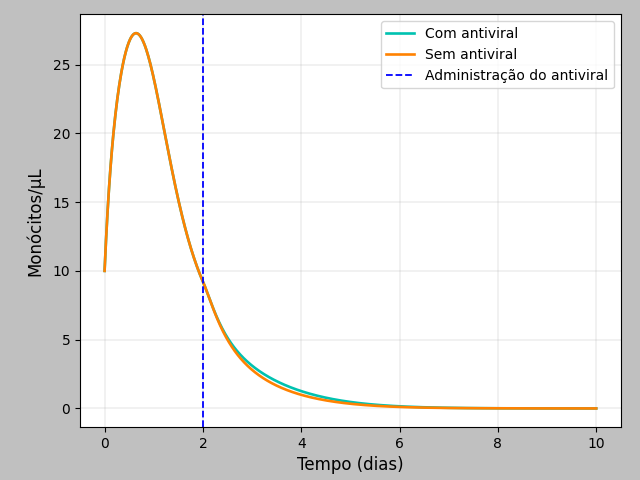 Com antiviral
Sem antiviral
Administração do antiviral
Monócitos/μL
25
20
15
10
5
0
0 2 4 6 8 10
Tempo (dias)